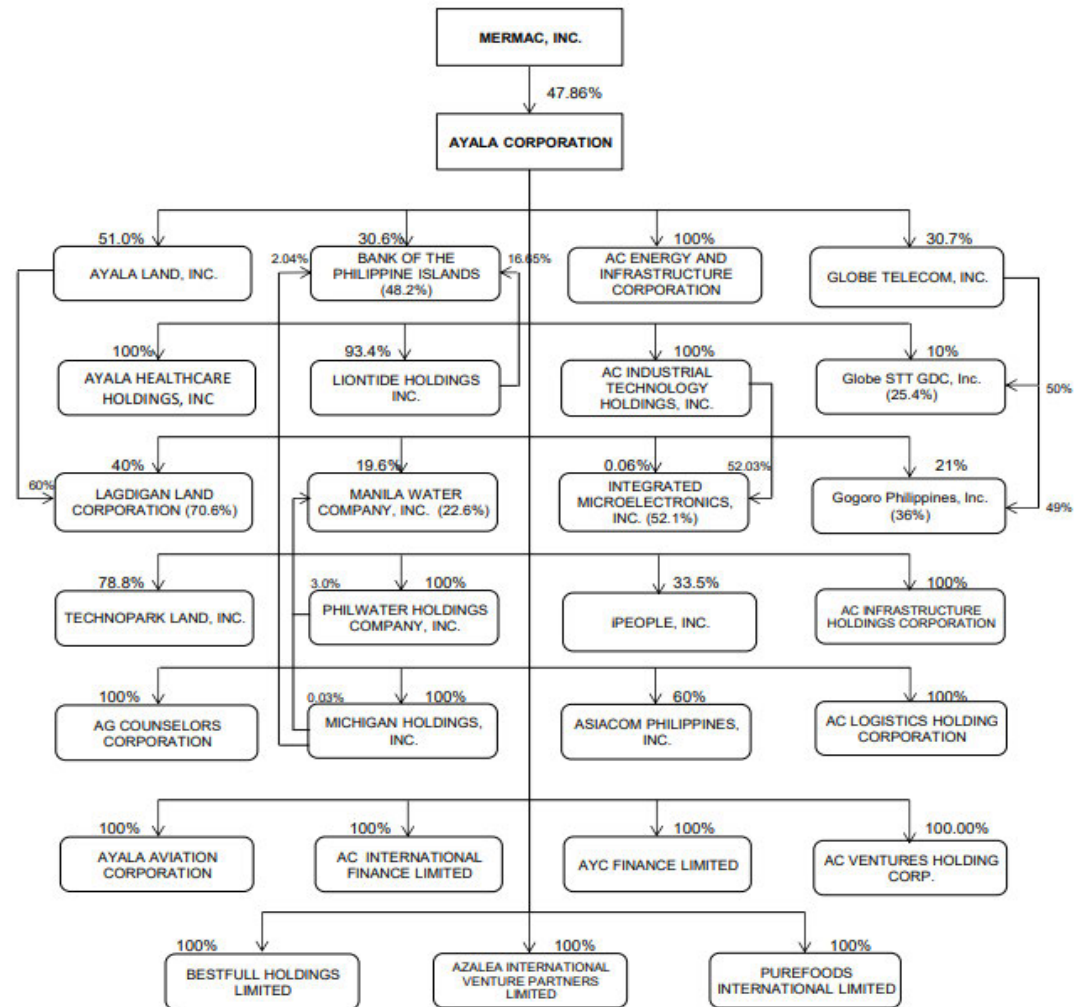 MERMAC, INC.
47.86%
AYALA CORPORATION
51.0%
2.04%
30.6%
16.65%
100%
30.7%
AYALA LAND, INC.
BANK OF THE
PHILIPPINE ISLANDS
(48.2%)
AC ENERGY AND
INFRASTRUCTURE
CORPORATION
GLOBE TELECOM, INC.
100%
93.4%
100%
10%
AYALA HEALTHCARE
HOLDINGS, INC
LIONTIDE HOLDINGS
INC.
AC INDUSTRIAL
TECHNOLOGY
HOLDINGS, INC.
Globe STT GDC, Inc.
(25.4%)
50%
40%
19.6%
0.06%
52.03%
21%
60%
LAGDIGAN LAND
CORPORATION (70.6%)
MANILA WATER
COMPANY, INC. (22.6%)
INTEGRATED
MICROELECTRONICS,
INC. (52.1%)
Gogoro Philippines, Inc.
(36%)
49%
78.8%
3.0%
100%
33.5%
100%
TECHNOPARK LAND, INC.
PHILWATER HOLDINGS
COMPANY, INC.
iPEOPLE, INC.
AC INFRASTRUCTURE
HOLDINGS CORPORATION
100%
0.03%
100%
60%
100%
AG COUNSELORS
CORPORATION
MICHIGAN HOLDINGS,
INC.
ASIACOM PHILIPPINES,
INC.
AC LOGISTICS HOLDING
CORPORATION
100%
100%
100%
100.00%
AYALA AVIATION
CORPORATION
AC INTERNATIONAL
FINANCE LIMITED
AYC FINANCE LIMITED
AC VENTURES HOLDING
CORP.
100%
100%
100%
BESTFULL HOLDINGS
LIMITED
AZALEA INTERNATIONAL
VENTURE PARTNERS
LIMITED
PUREFOODS
INTERNATIONAL LIMITED